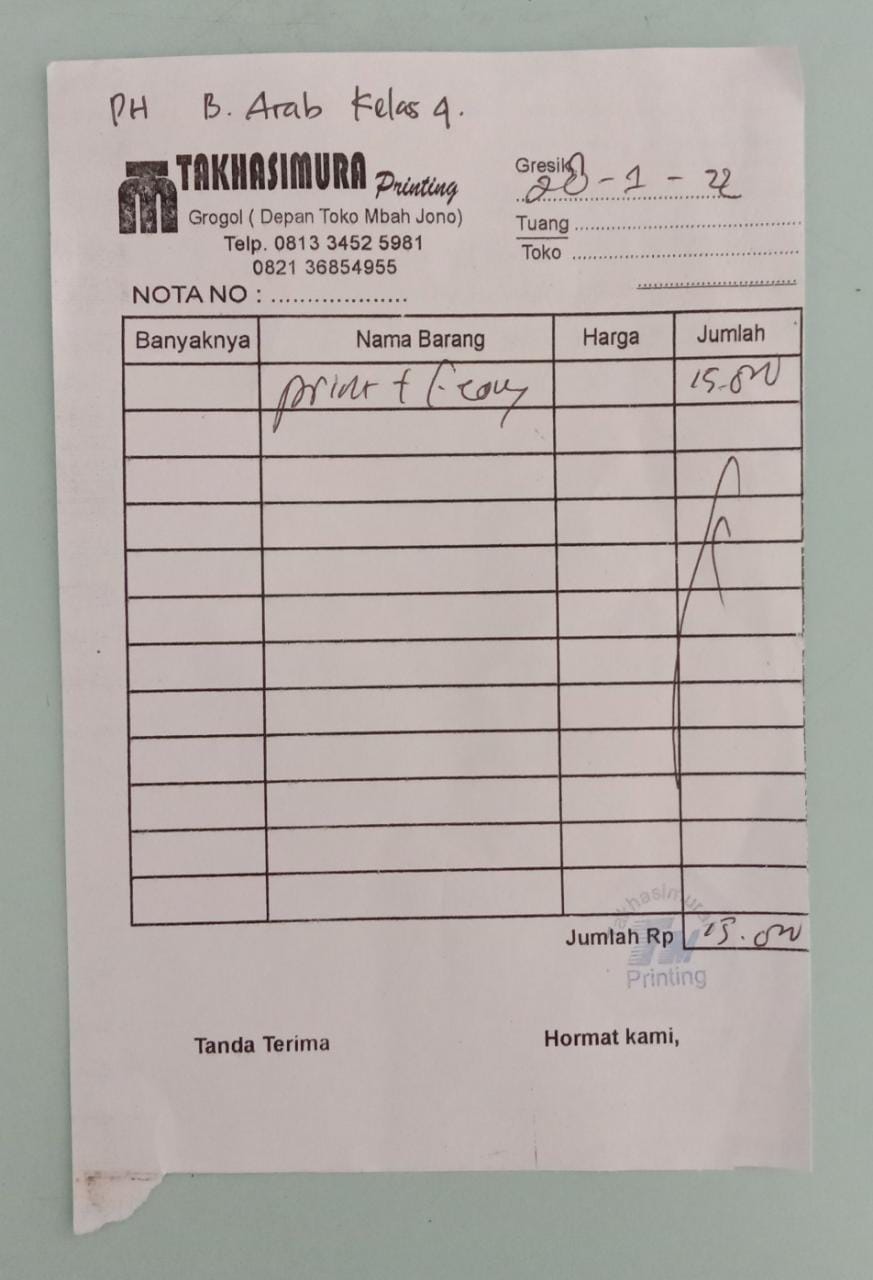 PH B. Arab Kelas 4.
TAKHASIMURA Printing
Grogol ( Depan Toko Mbah Jono)
Telp. 0813 3452 5981
0821 36854955
NOTA NO : ...................
Gresik, 28 - 1 - 22
Tuang ..........................................
Toko ..........................................
Banyaknya Nama Barang Harga Jumlah
print + f.copy 15.000
Jumlah Rp 15.000
Takhasimura
TM
Printing
Tanda Terima Hormat kami,